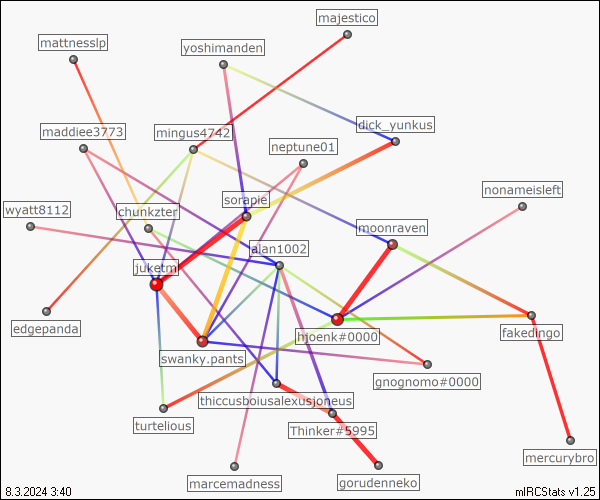 majestico
mattnesslp
yoshimanden
dick_yunkus
maddiee3773
mingus4742
neptune01
nonameisleft
sorapie
wyatt8112
chunkzter
moonraven
alan1002
juketm
edgepanda
hjoenk#0000
fakedingo
swanky.pants
gnognomo#0000
thiccusboiusalexusjoneus
turtelious
Thinker#5995
mercurybro
marcemadness
gorudenneko
8.3.2024 3:40
mIRCStats v1.25